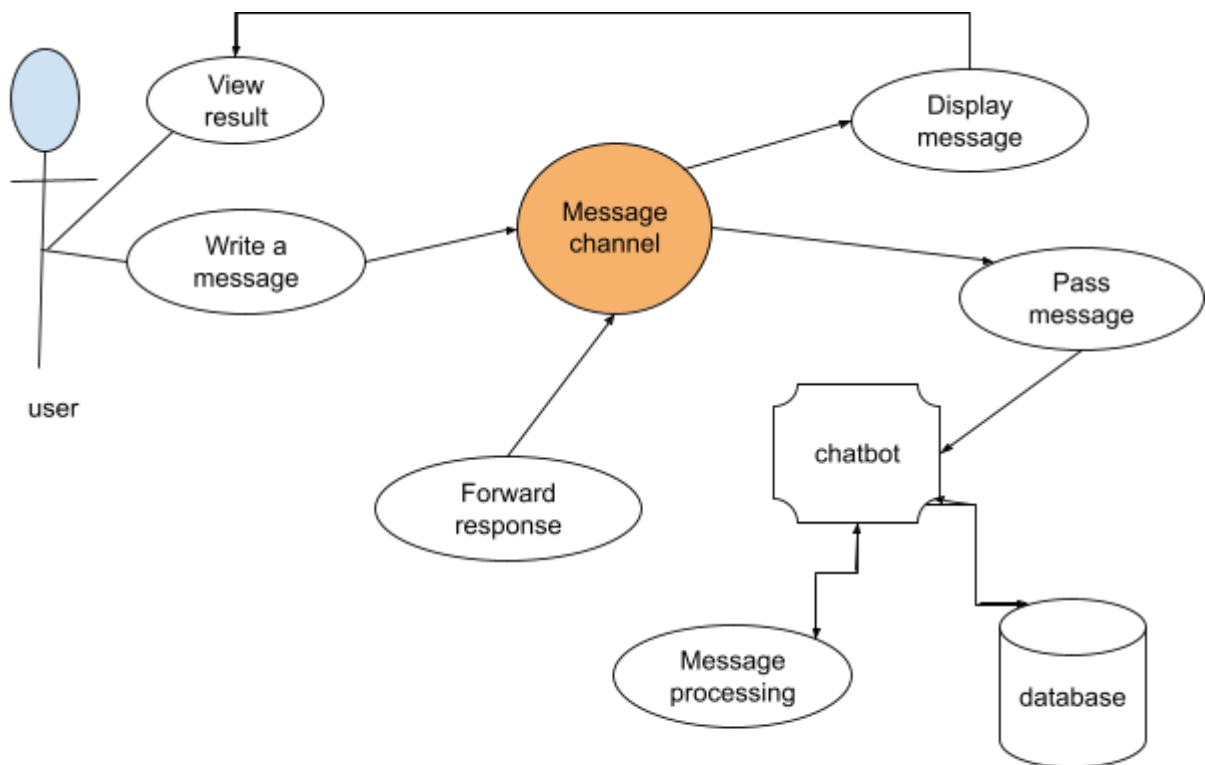 View
result
Display
message
Message
channel
Write a
message
Pass
message
user
chatbot
Forward
response
Message
processing
database